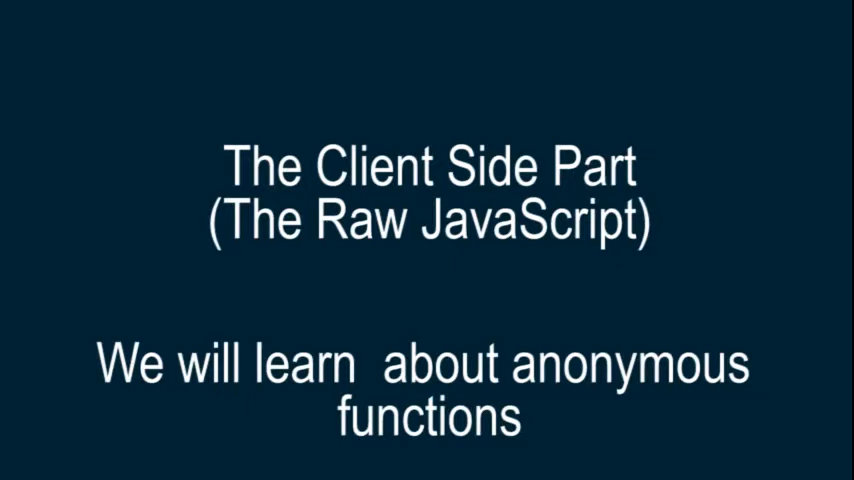 The Client Side Part
(The Raw JavaScript)
We will learn  about anonymous
functions